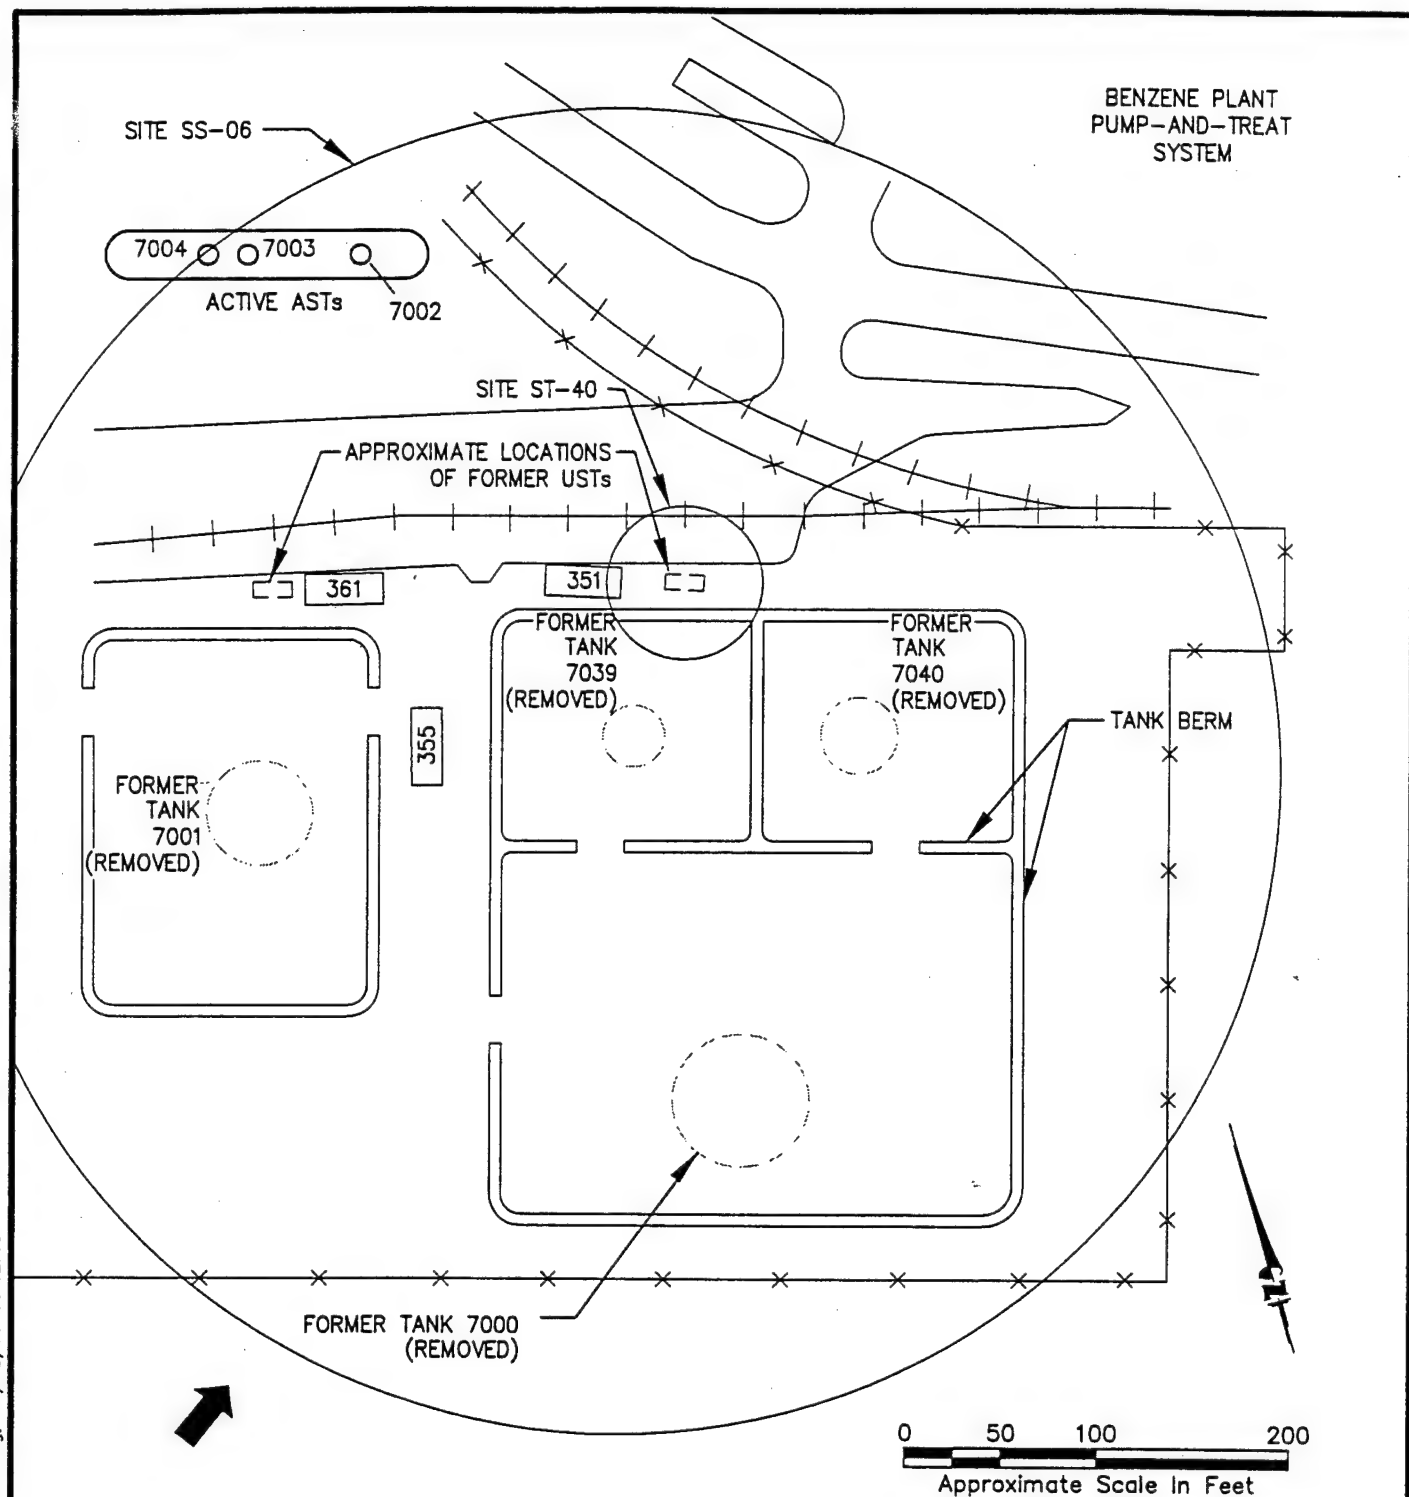 BENZENE PLANT
PUMP-AND-TREAT
SYSTEM
SITE SS-06
7004
7003
7002
ACTIVE ASTs
SITE ST-40
APPROXIMATE LOCATIONS
OF FORMER USTs
361
351
FORMER
TANK
7039
(REMOVED)
FORMER
TANK
7040
(REMOVED)
TANK BERM
355
FORMER
TANK
7001
(REMOVED)
FORMER TANK 7000
(REMOVED)
N
0 50 100 200
Approximate Scale In Feet